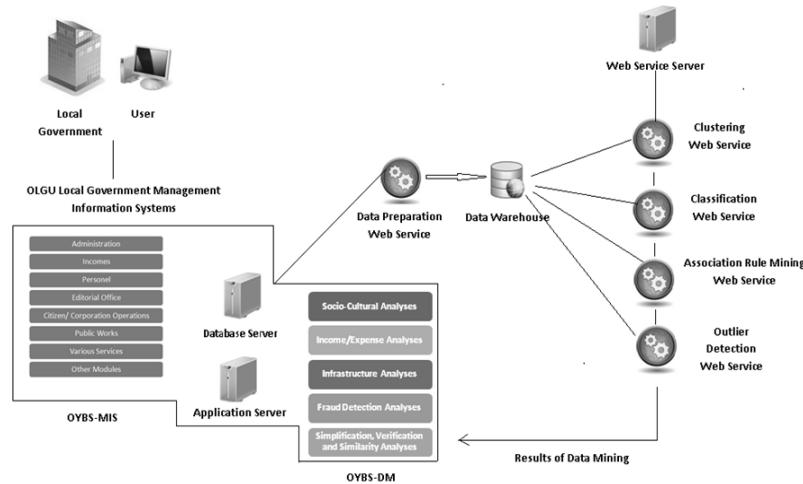 Web Service Server
Local
Government
User
Clustering
Web Service
OLGU Local Government Management
Information Systems
Data Preparation
Web Service
Data Warehouse
Classification
Web Service
Administration
Incomes
Personel
Editorial Office
Citizen/ Corporation Operations
Public Works
Various Services
Other Modules
Database Server
Application Server
OYBS-MIS
Socio-Cultural Analyses
Income/Expense Analyses
Infrastructure Analyses
Fraud Detection Analyses
Simplification, Verification
and Similarity Analyses
OYBS-DM
Association Rule Mining
Web Service
Outlier
Detection
Web Service
Results of Data Mining